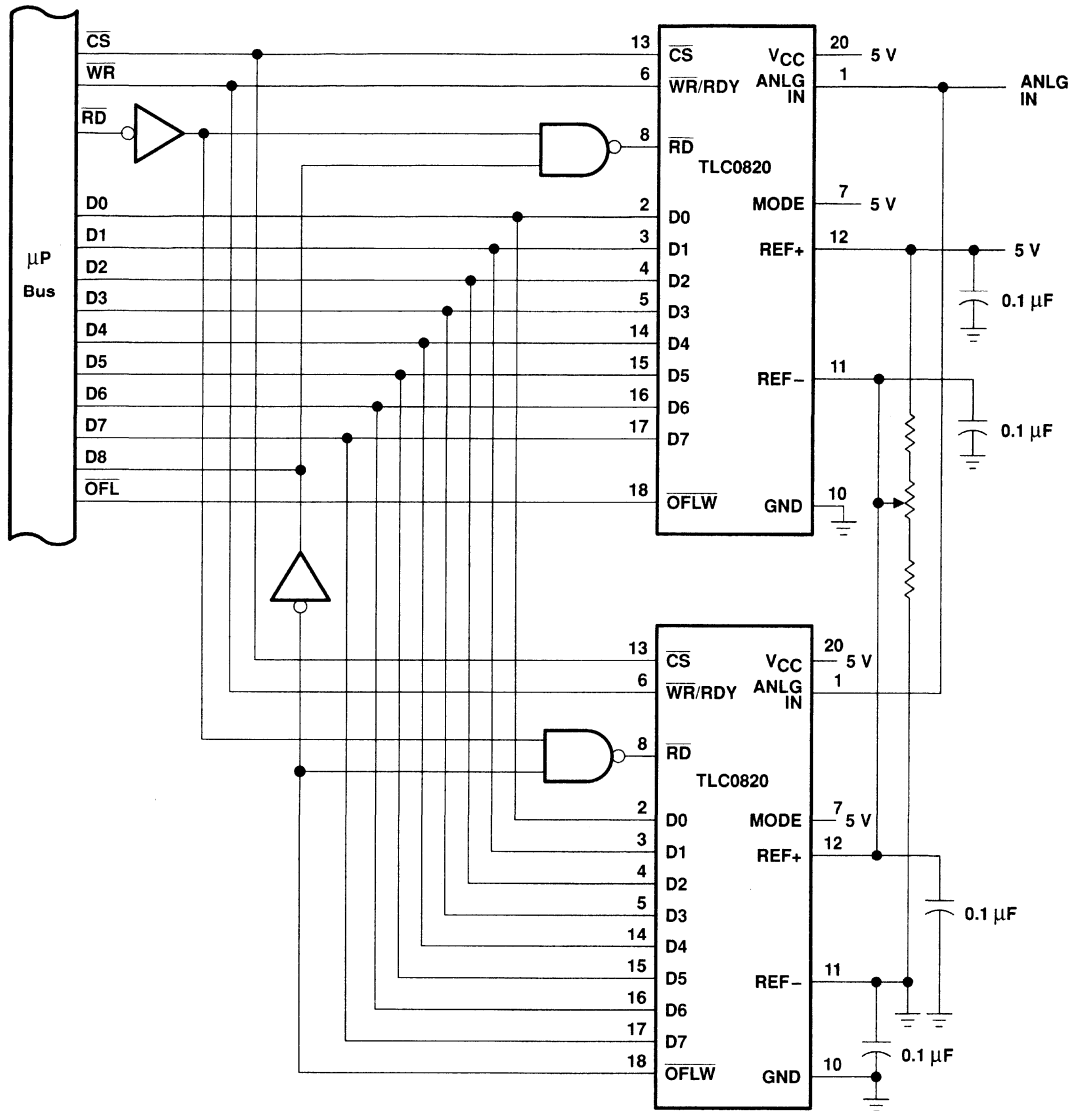 μP
Bus
CS
WR
RD
D0
D1
D2
D3
D4
D5
D6
D7
D8
OFL
13
6
8
2
3
4
5
14
15
16
17
18
CS
WR/RDY
RD
TLC0820
D0
D1
D2
D3
D4
D5
D6
D7
OFLW
VCC
ANLG
IN
MODE
REF+
REF−
GND
20
5 V
1
ANLG
IN
7
5 V
12
5 V
0.1 μF
11
0.1 μF
10
13
6
8
2
3
4
5
14
15
16
17
18
CS
WR/RDY
RD
TLC0820
D0
D1
D2
D3
D4
D5
D6
D7
OFLW
VCC
ANLG
IN
MODE
REF+
REF−
GND
20
5 V
1
7
5 V
12
0.1 μF
11
0.1 μF
10